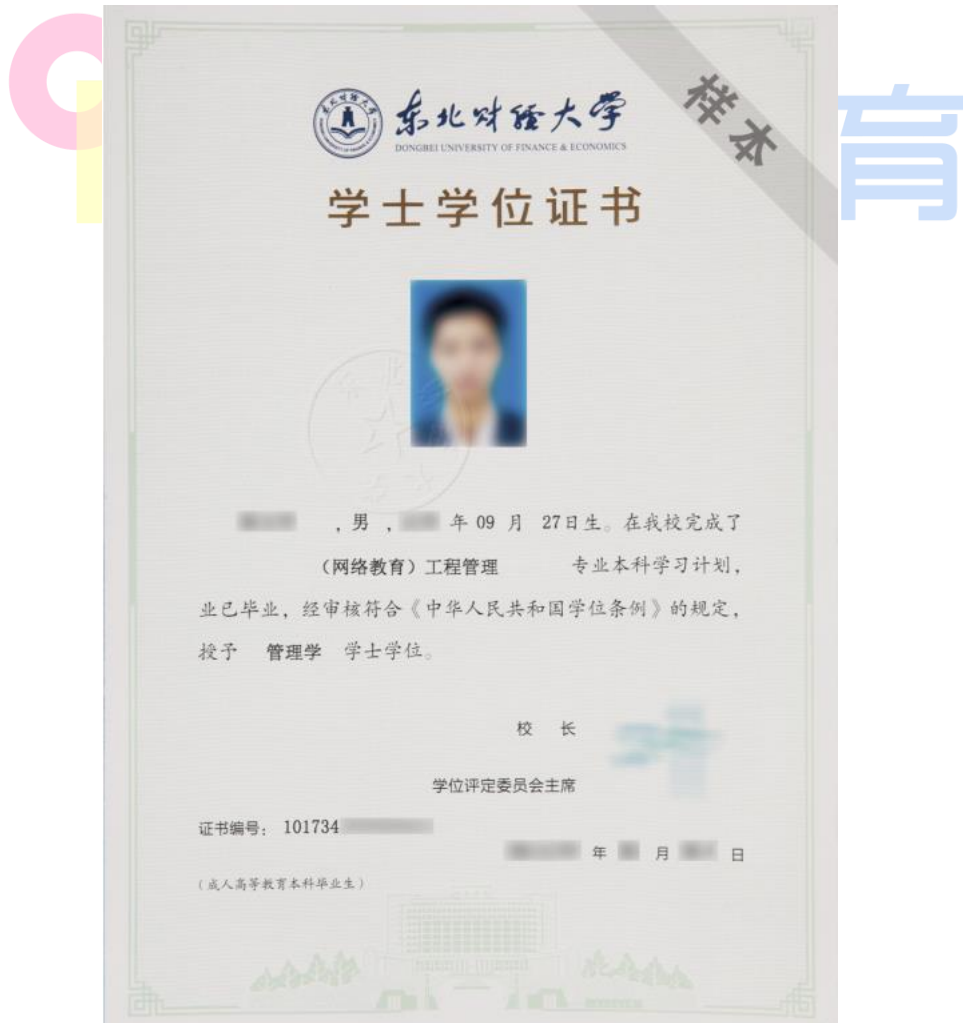 样本
东北财经大学
DONGBEI UNIVERSITY OF FINANCE & ECONOMICS
学士学位证书
，男，年09月 27日生。在我校完成了
（网络教育）工程管理 专业本科学习计划，
业已毕业，经审核符合《中华人民共和国学位条例》的规定，
授予 管理学 学士学位。
校 长
学位评定委员会主席
证书编号：101734
年 月 日
（成人高等教育本科毕业生）
育